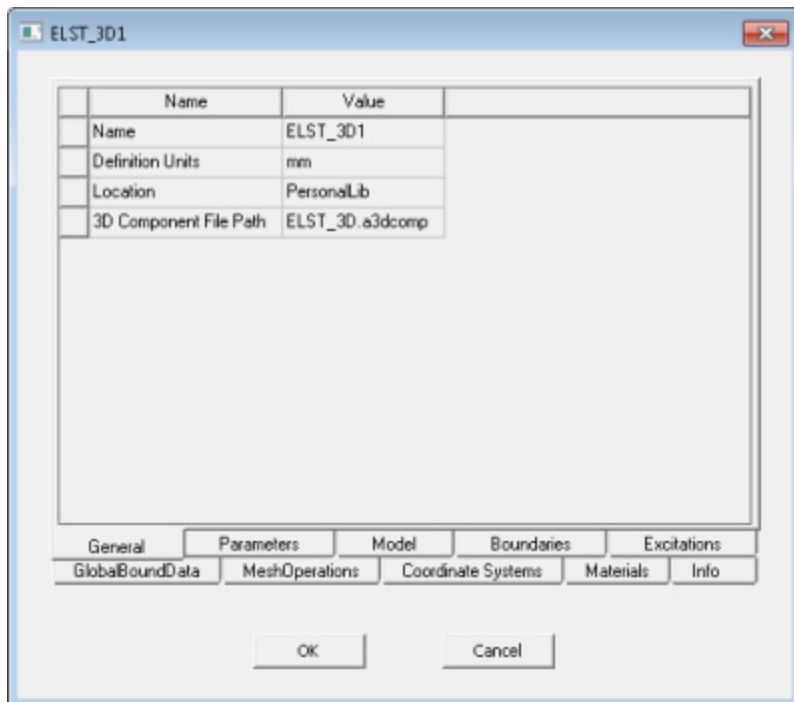 ELST_3D1
Name Value
Name ELST_3D1
Definition Units mm
Location PersonalLib
3D Component File Path ELST_3D.a3dcomp
General Parameters Model Boundaries Excitations
GlobalBoundData MeshOperations Coordinate Systems Materials Info
OK Cancel